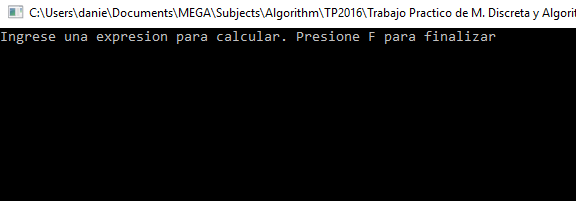 C:\Users\danie\Documents\MEGA\Subjects\Algorithm\TP2016\Trabajo Practico de M. Discreta y Algori
Ingrese una expresion para calcular. Presione F para finalizar